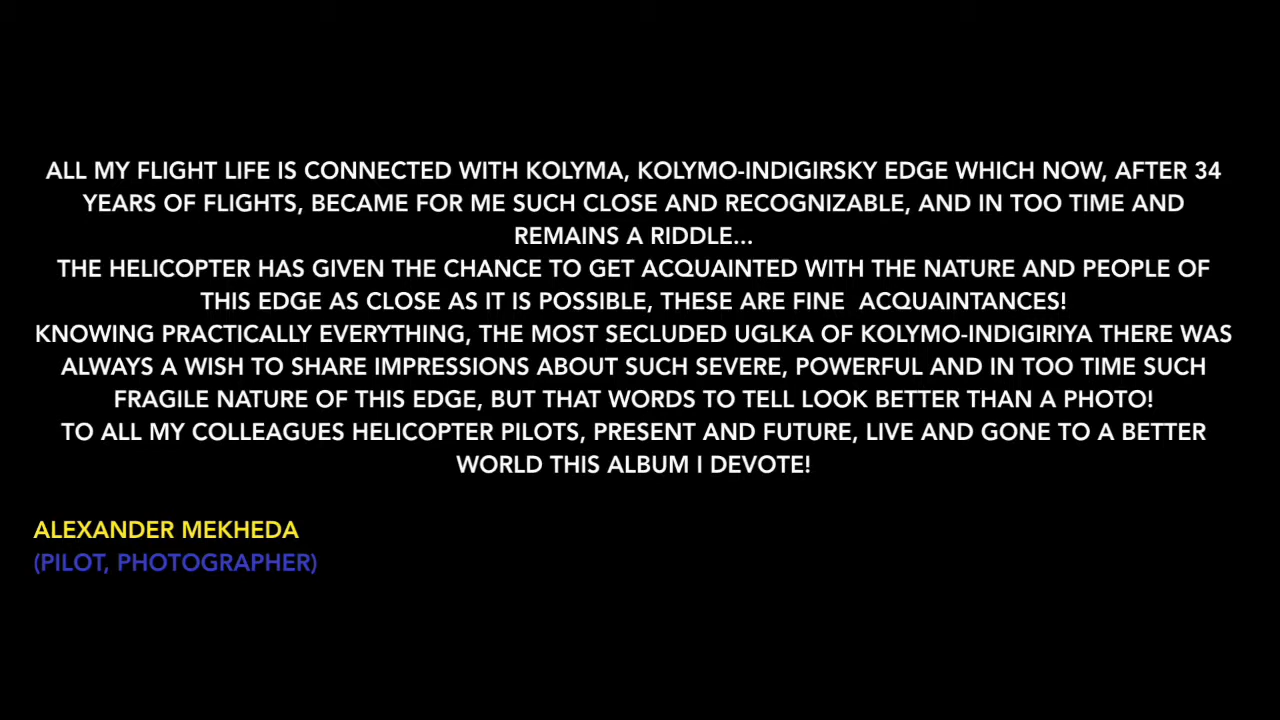 ALL MY FLIGHT LIFE IS CONNECTED WITH KOLYMA, KOLYMO-INDIGIRSKY EDGE WHICH NOW, AFTER 34
YEARS OF FLIGHTS, BECAME FOR ME SUCH CLOSE AND RECOGNIZABLE, AND IN TOO TIME AND
REMAINS A RIDDLE...
THE HELICOPTER HAS GIVEN THE CHANCE TO GET ACQUAINTED WITH THE NATURE AND PEOPLE OF
THIS EDGE AS CLOSE AS IT IS POSSIBLE, THESE ARE FINE  ACQUAINTANCES!
KNOWING PRACTICALLY EVERYTHING, THE MOST SECLUDED UGLKA OF KOLYMO-INDIGIRIYA THERE WAS
ALWAYS A WISH TO SHARE IMPRESSIONS ABOUT SUCH SEVERE, POWERFUL AND IN TOO TIME SUCH
FRAGILE NATURE OF THIS EDGE, BUT THAT WORDS TO TELL LOOK BETTER THAN A PHOTO!
TO ALL MY COLLEAGUES HELICOPTER PILOTS, PRESENT AND FUTURE, LIVE AND GONE TO A BETTER
WORLD THIS ALBUM I DEVOTE!
ALEXANDER MEKHEDA
(PILOT, PHOTOGRAPHER)